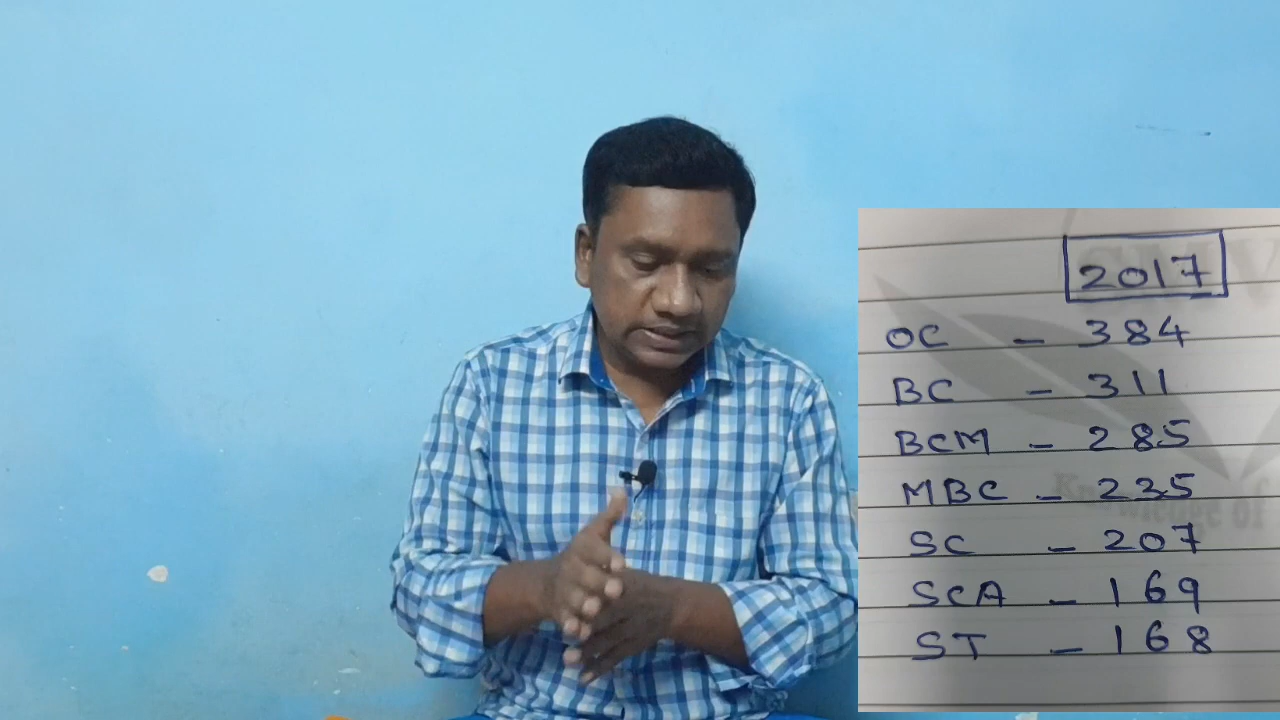 2017
OC - 384
BC - 311
BCM - 285
MBC - 235
SC - 207
SCA - 169
ST - 168